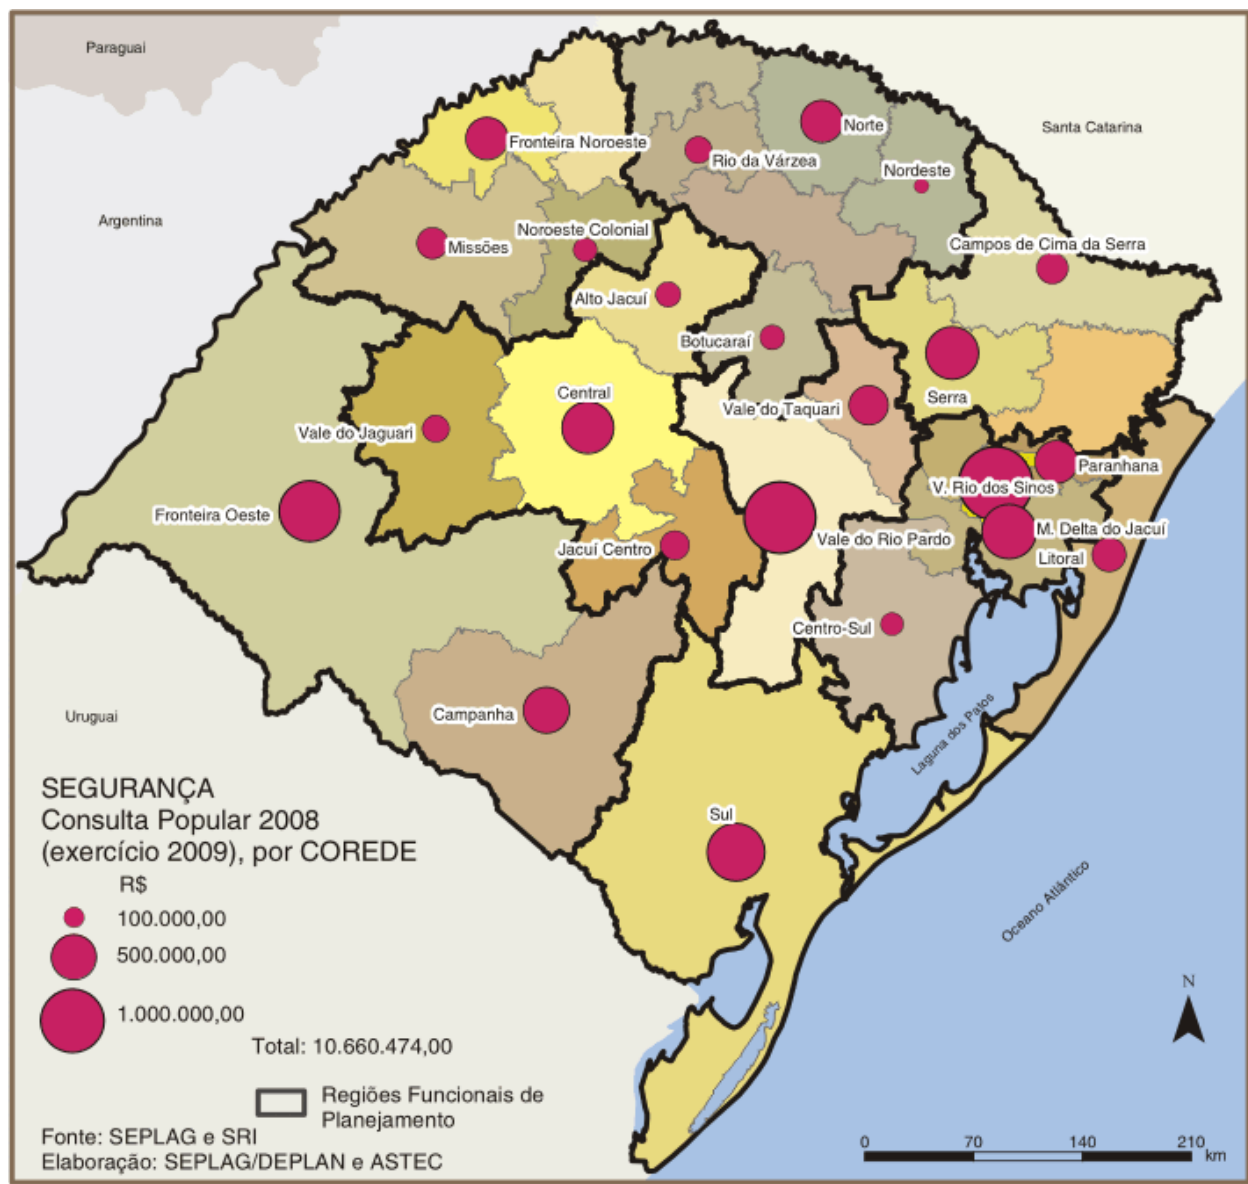 Paraguai
Santa Catarina
Argentina
Fronteira Noroeste
Norte
Rio da Várzea
Nordeste
Noroeste Colonial
Missões
Campos de Cima da Serra
Alto Jacuí
Botucaraí
Central
Serra
Vale do Taquari
Vale do Jaguari
Paranhana
V. Rio dos Sinos
Fronteira Oeste
M. Delta do Jacuí
Vale do Rio Pardo
Jacuí Centro
Litoral
Centro-Sul
Campanha
Uruguai
Laguna dos Patos
Sul
Oceano Atlântico
SEGURANÇA
Consulta Popular 2008
(exercício 2009), por COREDE
R$
100.000,00
500.000,00
1.000.000,00
Total: 10.660.474,00
N
Regiões Funcionais de
Planejamento
Fonte: SEPLAG e SRI
Elaboração: SEPLAG/DEPLAN e ASTEC
0 70 140 210
km